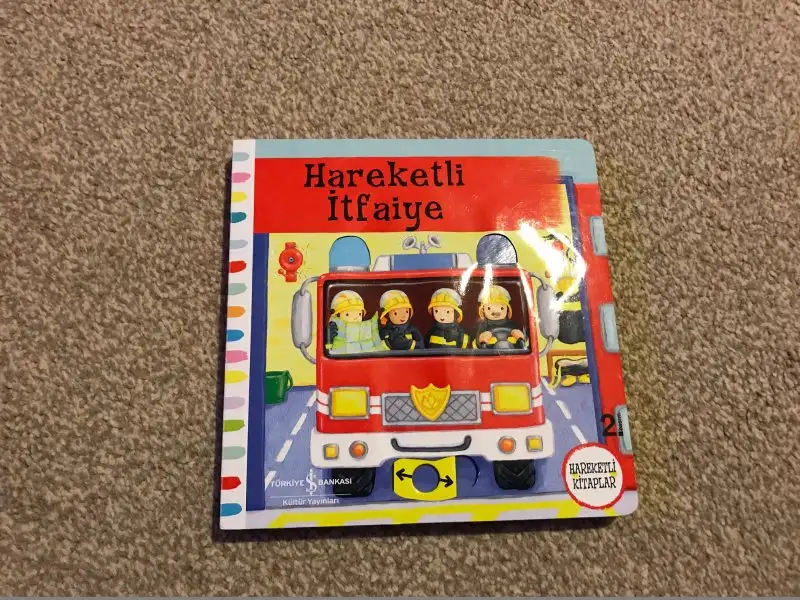 Hareketli
İtfaiye
TÜRKİYE İŞ BANKASI
Kültür Yayınları
2
HAREKETLİ
KİTAPLAR